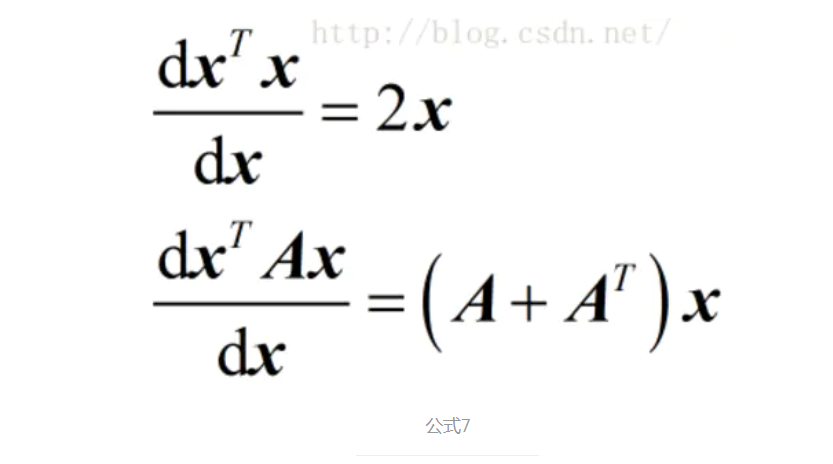 http://blog.csdn.net/
dx^T x / dx = 2x
dx^T Ax / dx = (A + A^T) x
公式7